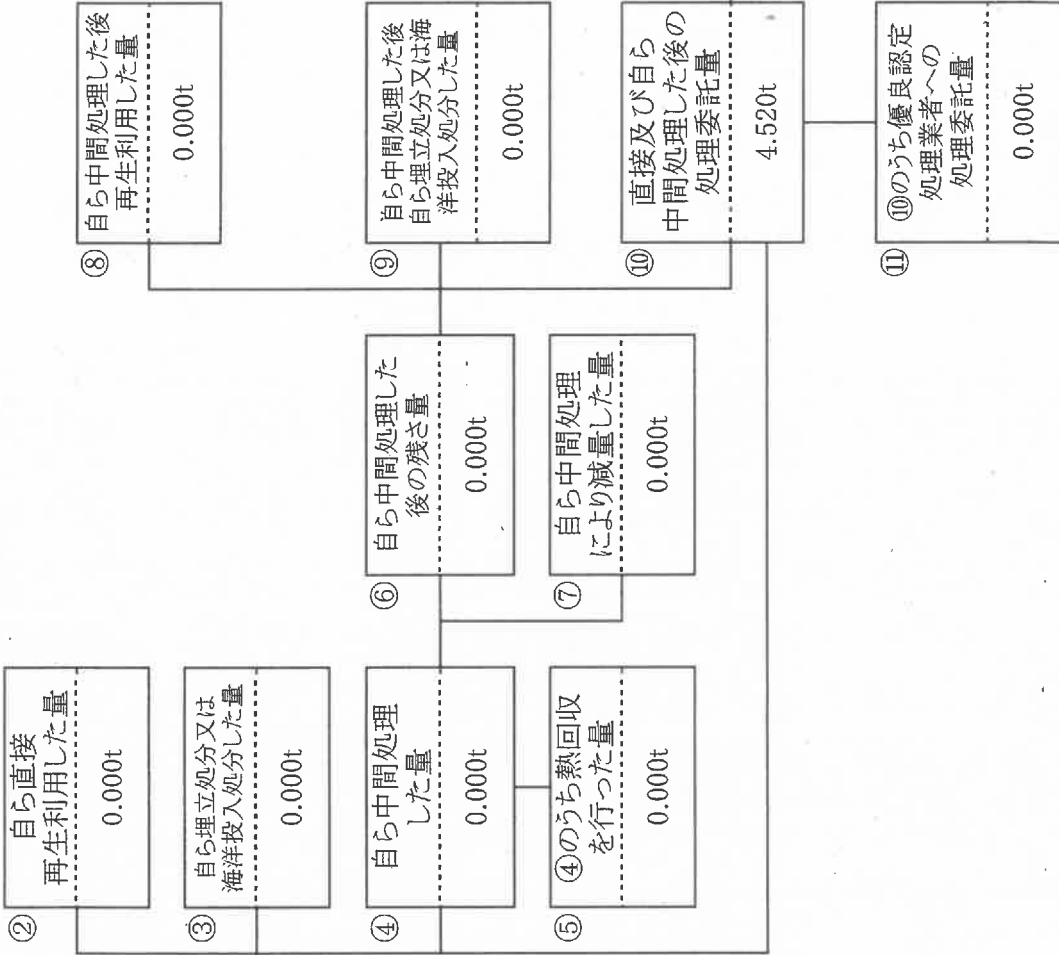 ②
自ら直接
再生利用した量
0.000t
③
自ら埋立処分又は
海洋投入処分した量
0.000t
④
自ら中間処理
した量
0.000t
⑤
④のうち熱回収
を行った量
0.000t
⑥
自ら中間処理した
後の残さ量
0.000t
⑦
自ら中間処理
により減量した量
0.000t
⑧
自ら中間処理した後
再生利用した量
0.000t
⑨
自ら中間処理した後
自ら埋立処分又は海
洋投入処分した量
0.000t
⑩
直接及び自ら
中間処理した後の
処理委託量
4.520t
⑪
⑩のうち優良認定
処理業者への
処理委託量
0.000t